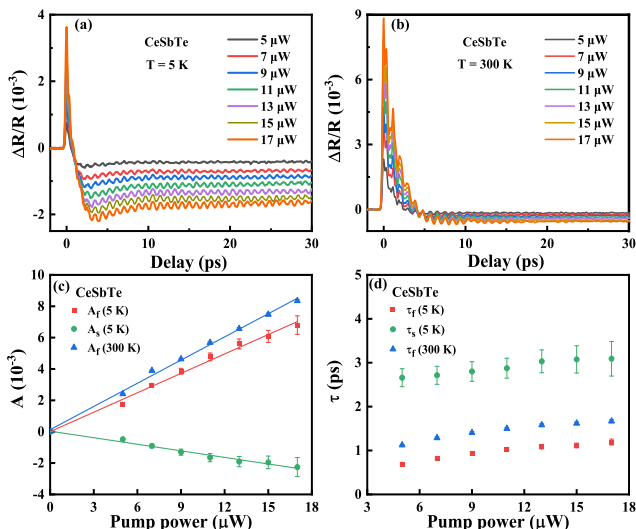 (a)
CeSbTe
T = 5 K
5 μW
7 μW
9 μW
11 μW
13 μW
15 μW
17 μW
ΔR/R (10⁻³)
4
2
0
-2
0
10
20
30
Delay (ps)
(b)
CeSbTe
T = 300 K
5 μW
7 μW
9 μW
11 μW
13 μW
15 μW
17 μW
ΔR/R (10⁻³)
9
6
3
0
0
10
20
30
Delay (ps)
(c)
CeSbTe
A_f (5 K)
A_s (5 K)
A_f (300 K)
A (10⁻³)
10
8
6
4
2
0
-2
-4
0
3
6
9
12
15
18
Pump power (μW)
(d)
CeSbTe
τ_f (5 K)
τ_s (5 K)
τ_f (300 K)
τ (ps)
5
4
3
2
1
0
3
6
9
12
15
18
Pump power (μW)